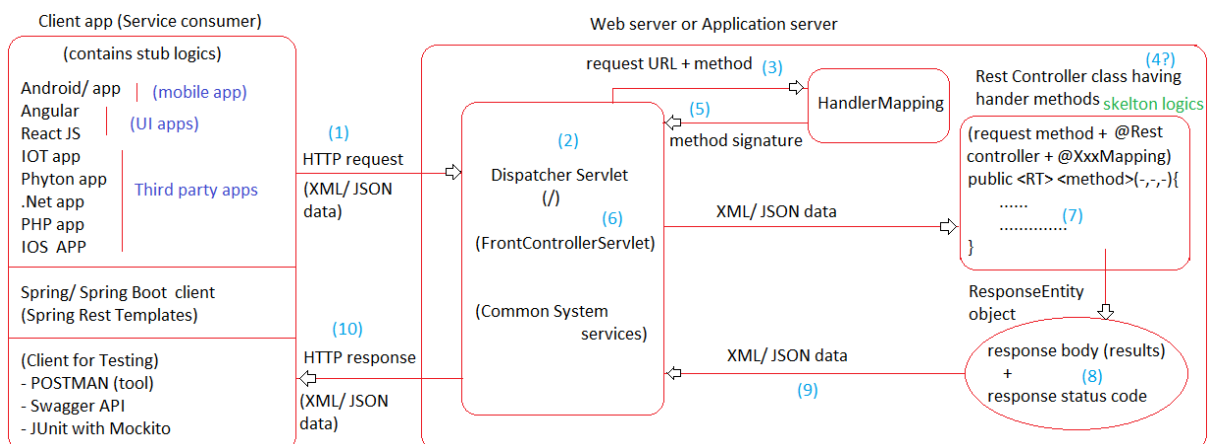 Client app (Service consumer)
(contains stub logics)
Android/ app
(mobile app)
Angular
React JS
(UI apps)
IOT app
Phyton app
.Net app
PHP app
IOS APP
Third party apps
Spring/ Spring Boot client
(Spring Rest Templates)
(Client for Testing)
- POSTMAN (tool)
- Swagger API
- JUnit with Mockito
(1)
HTTP request
(XML/ JSON
data)
(10)
HTTP response
(XML/ JSON
data)
Web server or Application server
request URL + method (3)
(5)
method signature
HandlerMapping
(2)
Dispatcher Servlet
(/)
(6)
(FrontControllerServlet)
(Common System
services)
XML/ JSON data
(4?)
Rest Controller class having
hander methods skelton logics
(request method + @Rest
controller + @XxxMapping)
public <RT> <method>(-,-,-){
......
(7)
..............
}
ResponseEntity
object
response body (results)
+ (8)
response status code
XML/ JSON data
(9)